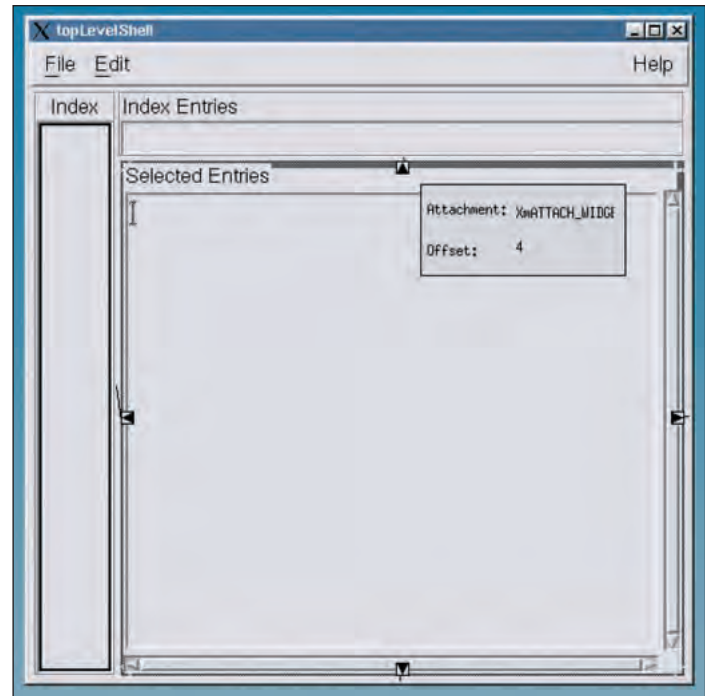 topLevelShell
File Edit Help
Index
Index Entries
Selected Entries
Attachment: XmATTACH_WIDGE
Offset: 4